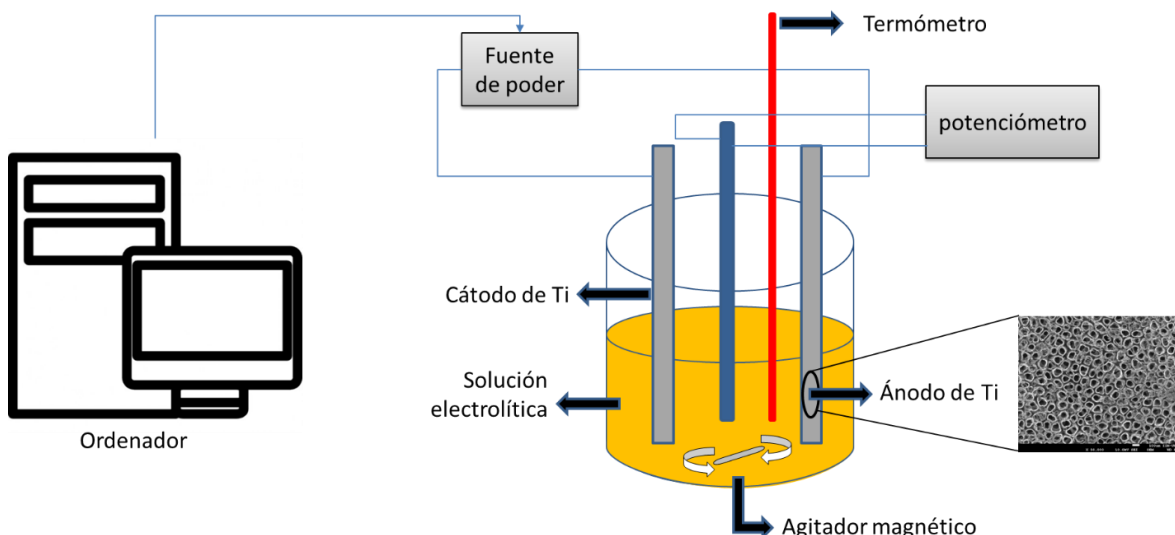 Termómetro
Fuente
de poder
potenciómetro
Cátodo de Ti
Solución
electrolítica
Ánodo de Ti
Ordenador
Agitador magnético